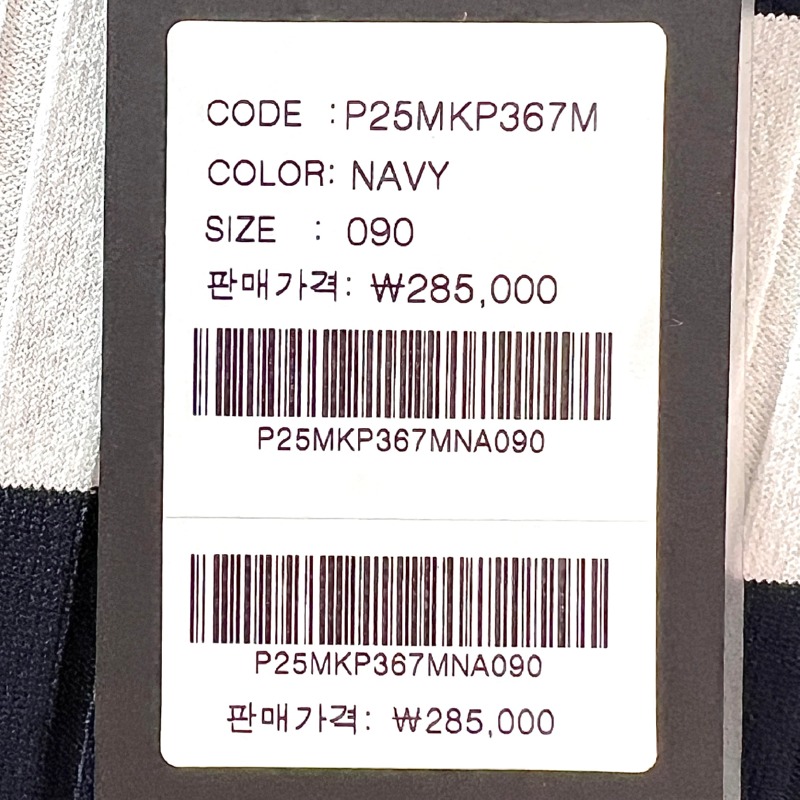 CODE :P25MKP367M
COLOR: NAVY
SIZE : 090
판매가격: ₩285,000
P25MKP367MNA090
P25MKP367MNA090
판매가격: ₩285,000